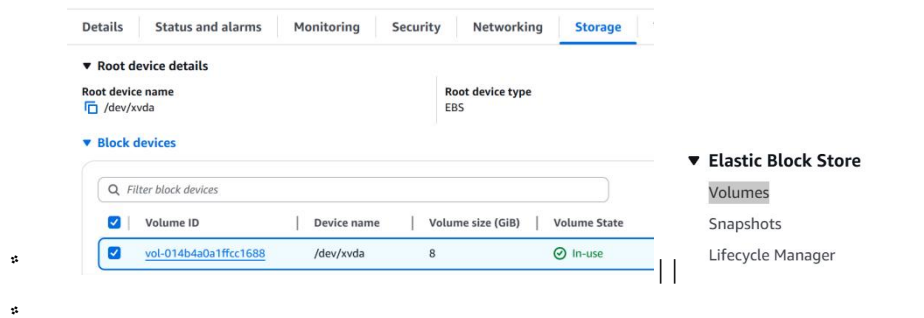 Details Status and alarms Monitoring Security Networking Storage
▼ Root device details
Root device name
/dev/xvda
Root device type
EBS
▼ Block devices
Filter block devices
Volume ID Device name Volume size (GiB) Volume State
vol-014b4a0a1ffcc1688 /dev/xvda 8 In-use
▼ Elastic Block Store
Volumes
Snapshots
Lifecycle Manager